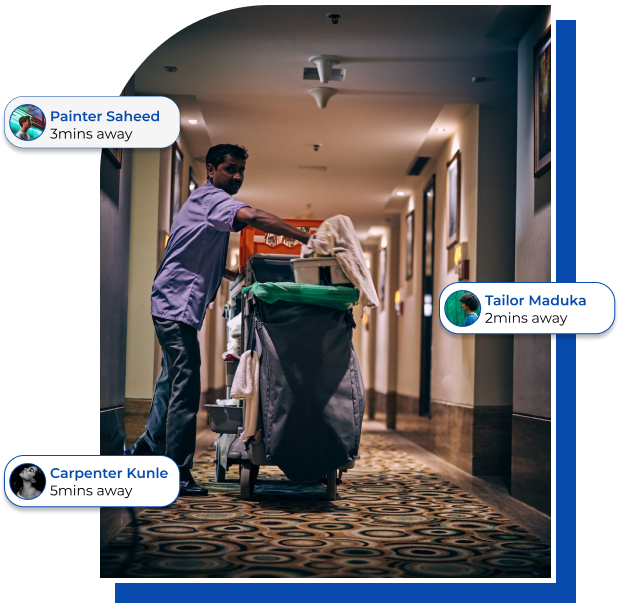 Painter Saheed
3mins away
Tailor Maduka
2mins away
Carpenter Kunle
5mins away